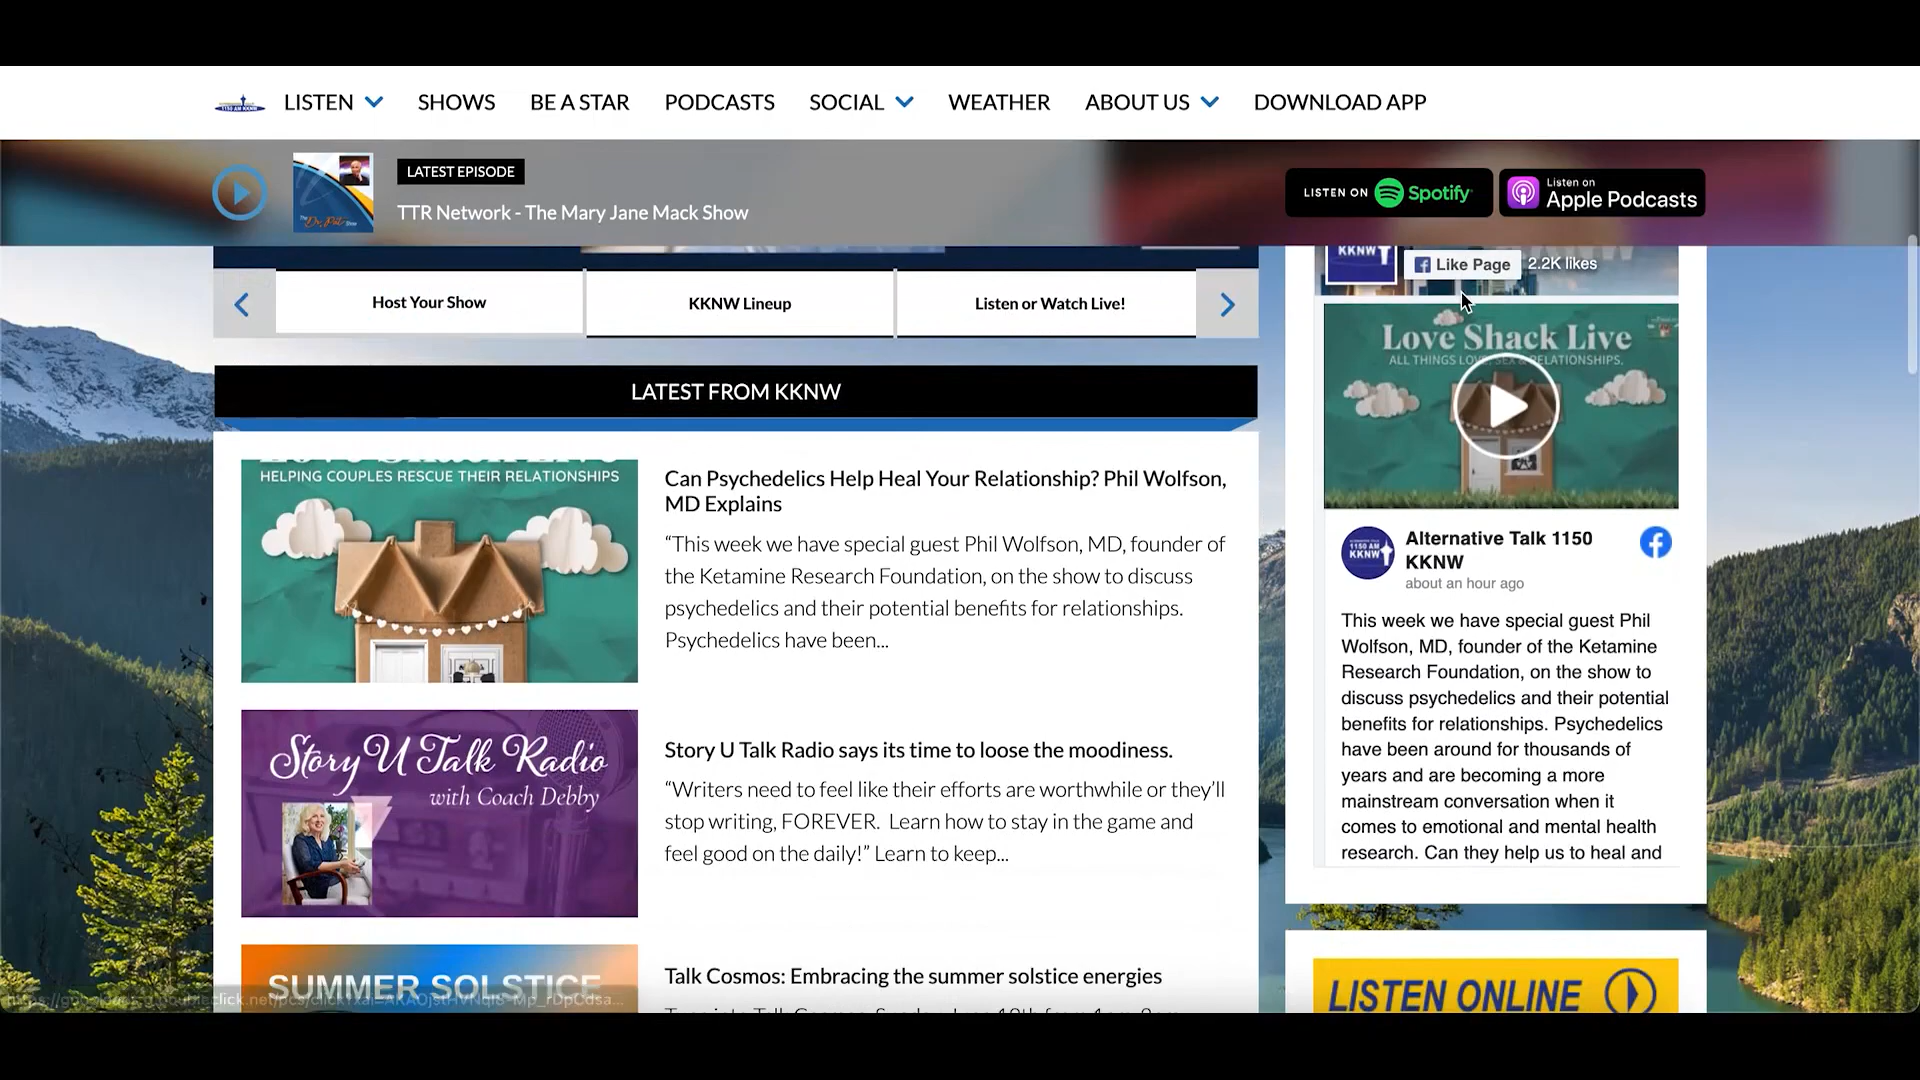 LISTEN SHOWS BE A STAR PODCASTS SOCIAL WEATHER ABOUT US DOWNLOAD APP
LATEST EPISODE
TTR Network - The Mary Jane Mack Show
LISTEN ON Spotify
Listen on
Apple Podcasts
The Dr. Pat Show
KKNW
Like Page 2.2K likes
Host Your Show
KKNW Lineup
Listen or Watch Live!
LATEST FROM KKNW
HELPING COUPLES RESCUE THEIR RELATIONSHIPS
Can Psychedelics Help Heal Your Relationship? Phil Wolfson,
MD Explains
“This week we have special guest Phil Wolfson, MD, founder of
the Ketamine Research Foundation, on the show to discuss
psychedelics and their potential benefits for relationships.
Psychedelics have been...
Story U Talk Radio
with Coach Debby
Story U Talk Radio says its time to loose the moodiness.
“Writers need to feel like their efforts are worthwhile or they’ll
stop writing, FOREVER. Learn how to stay in the game and
feel good on the daily!” Learn to keep...
SUMMER SOLSTICE
Talk Cosmos: Embracing the summer solstice energies
Love Shack Live
ALL THINGS LOVE, SEX & RELATIONSHIPS.
1150 AM
KKNW
Alternative Talk 1150
KKNW
about an hour ago
This week we have special guest Phil
Wolfson, MD, founder of the Ketamine
Research Foundation, on the show to
discuss psychedelics and their potential
benefits for relationships. Psychedelics
have been around for thousands of
years and are becoming a more
mainstream conversation when it
comes to emotional and mental health
research. Can they help us to heal and
LISTEN ONLINE